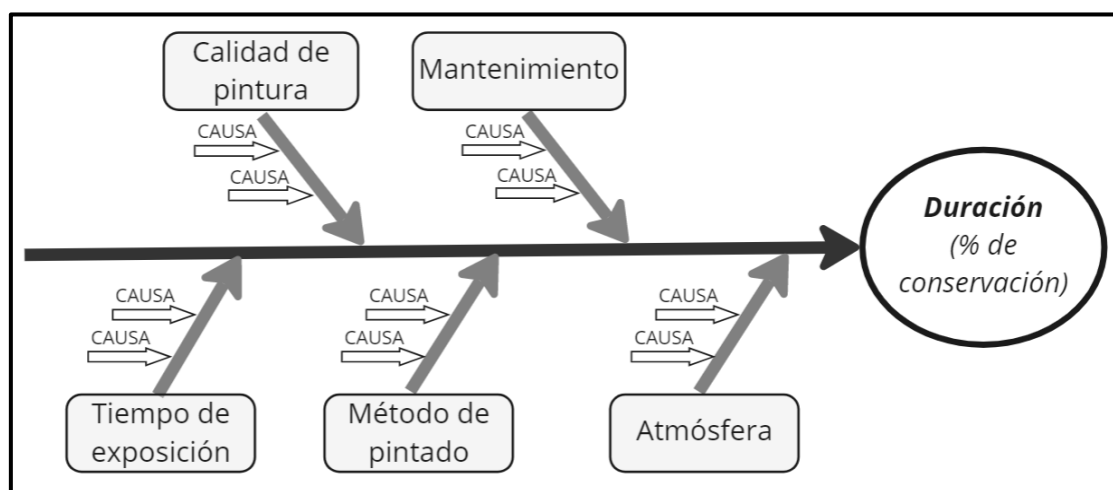 Calidad de
pintura
Mantenimiento
CAUSA
CAUSA
CAUSA
CAUSA
Duración
(% de
conservación)
CAUSA
CAUSA
CAUSA
CAUSA
CAUSA
CAUSA
Tiempo de
exposición
Método de
pintado
Atmósfera